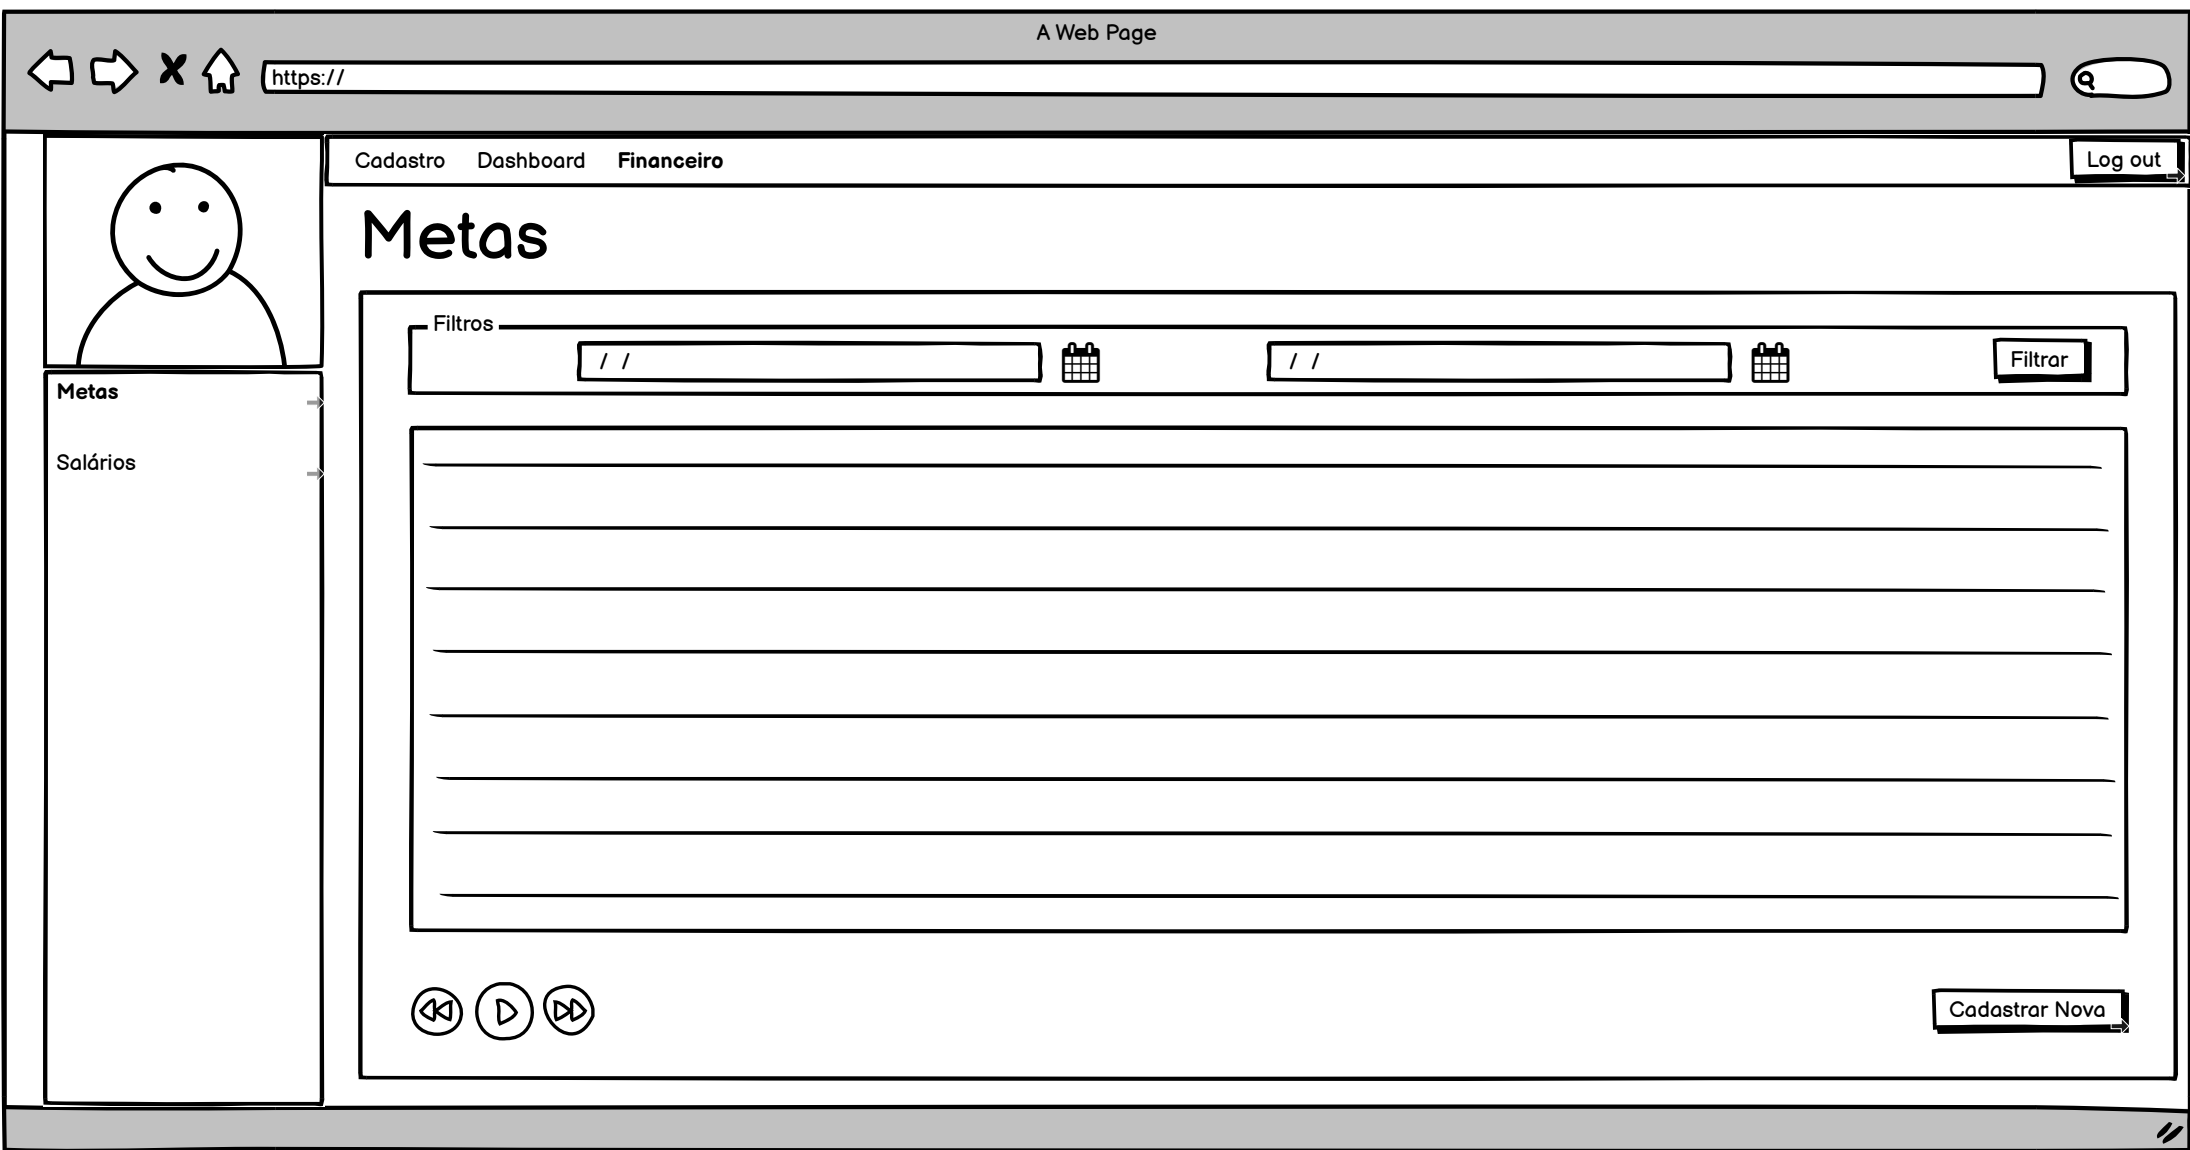 A Web Page
https://
Cadastro Dashboard Financeiro
Log out
Metas
Metas
Salários
Filtros
/ /
/ /
Filtrar
Cadastrar Nova